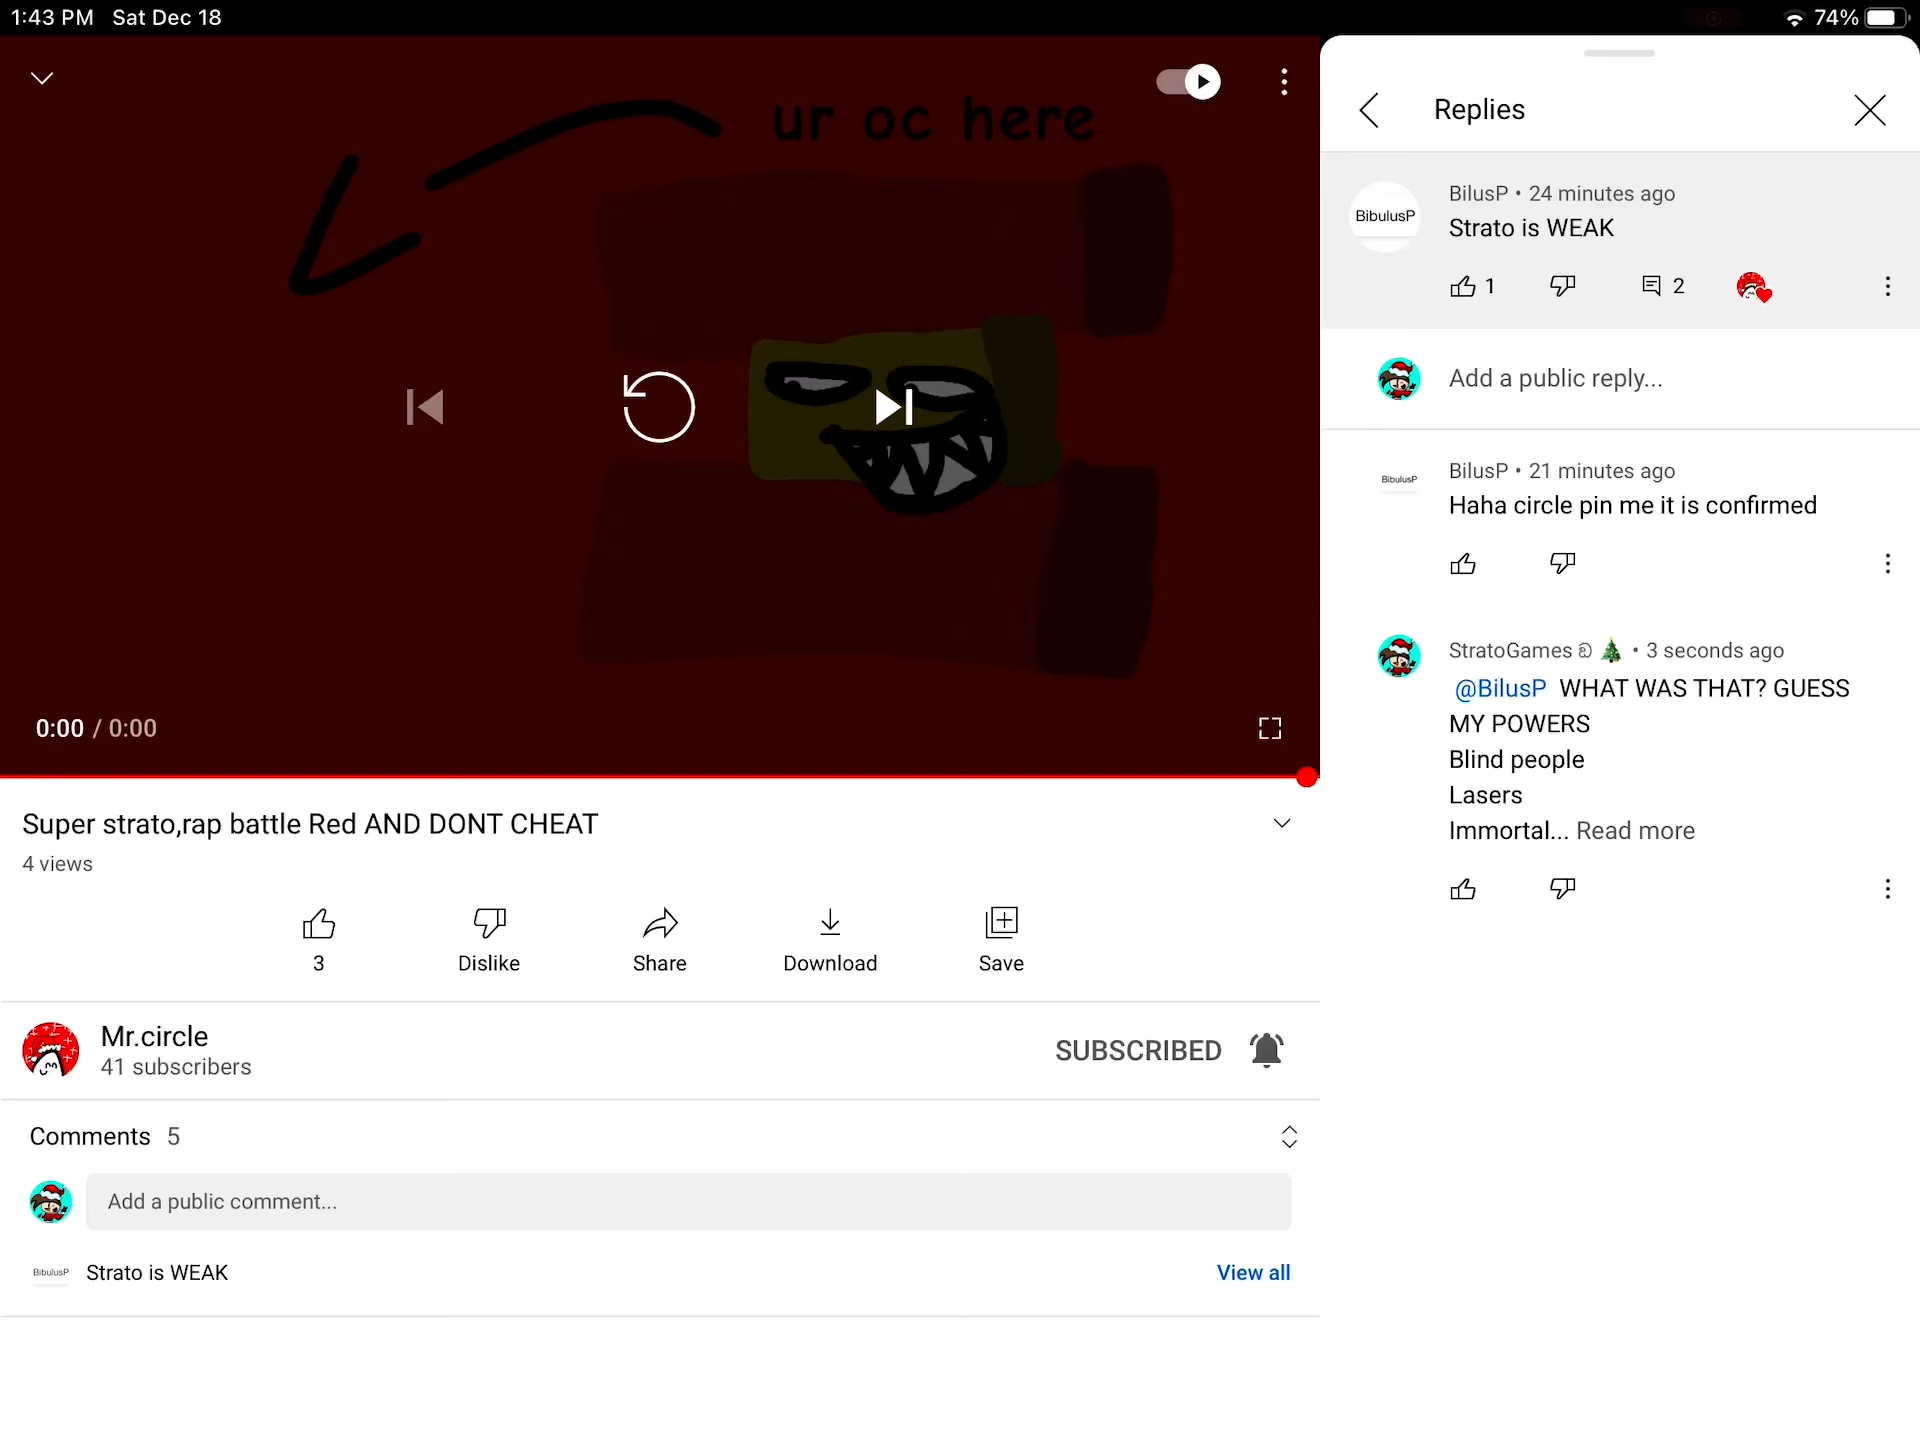 1:43 PM Sat Dec 18
74%
ur oc here
0:00 / 0:00
Super strato,rap battle Red AND DONT CHEAT
4 views
3
Dislike
Share
Download
Save
Mr.circle
41 subscribers
SUBSCRIBED
Comments 5
Add a public comment...
BibulusP
Strato is WEAK
View all
Replies
BibulusP
BilusP • 24 minutes ago
Strato is WEAK
1
2
Add a public reply...
BibulusP
BilusP • 21 minutes ago
Haha circle pin me it is confirmed
StratoGames ඞ 🎄 • 3 seconds ago
@BilusP WHAT WAS THAT? GUESS
MY POWERS
Blind people
Lasers
Immortal... Read more